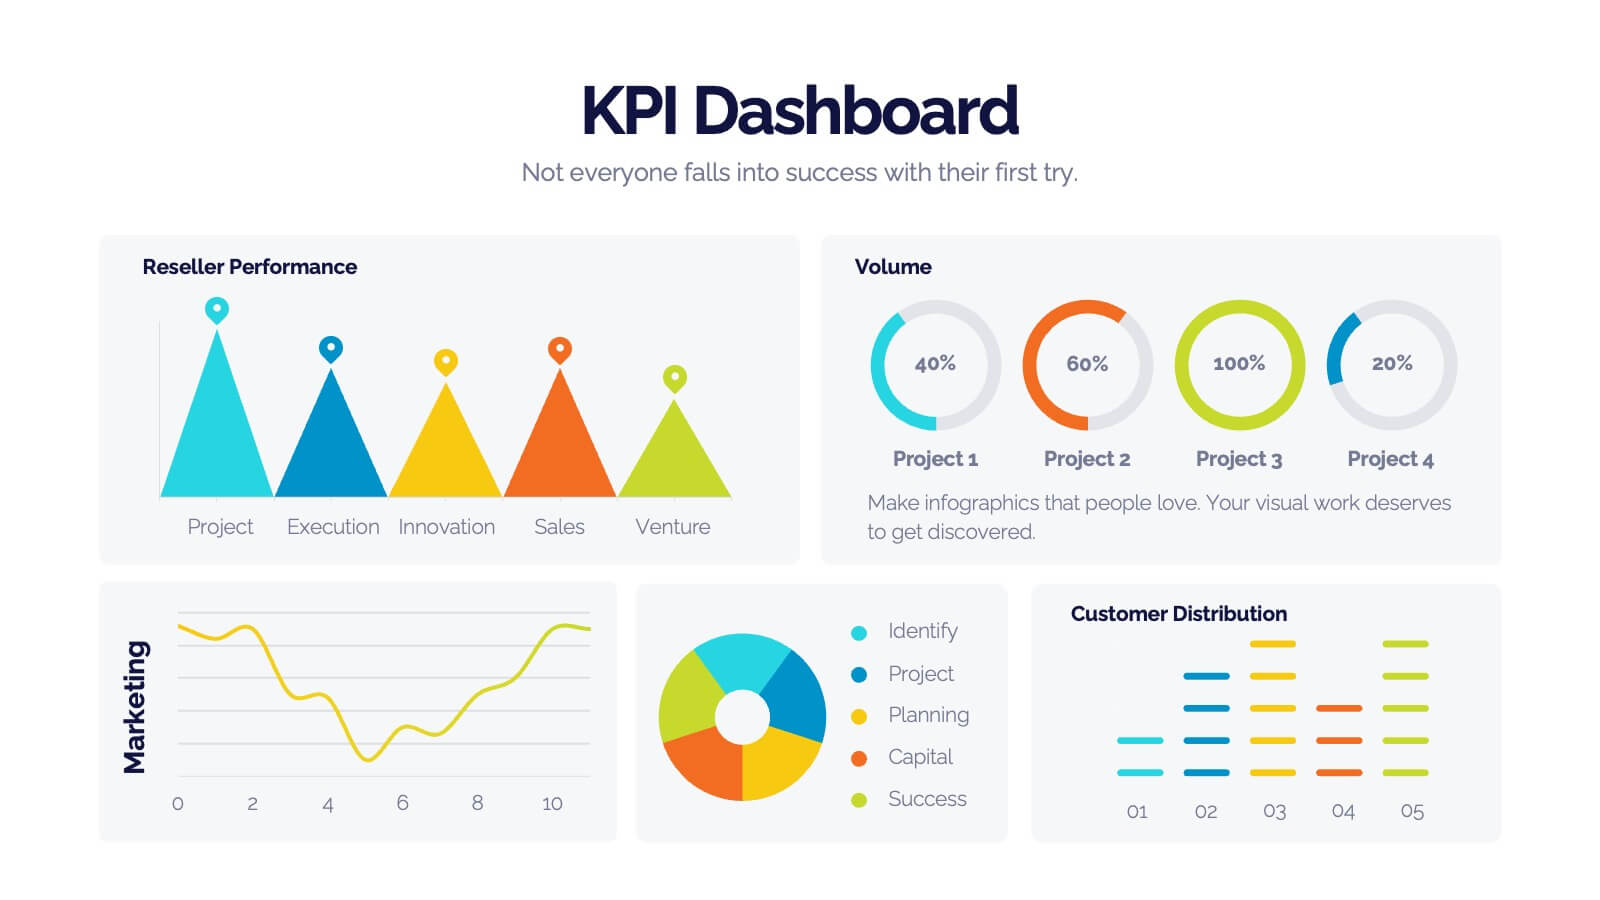 KPI Dashboard
Not everyone falls into success with their first try.
Reseller Performance
Project Execution Innovation Sales Venture
Volume
40% 60% 100% 20%
Project 1 Project 2 Project 3 Project 4
Make infographics that people love. Your visual work deserves
to get discovered.
Marketing
0 2 4 6 8 10
Identify
Project
Planning
Capital
Success
Customer Distribution
01 02 03 04 05